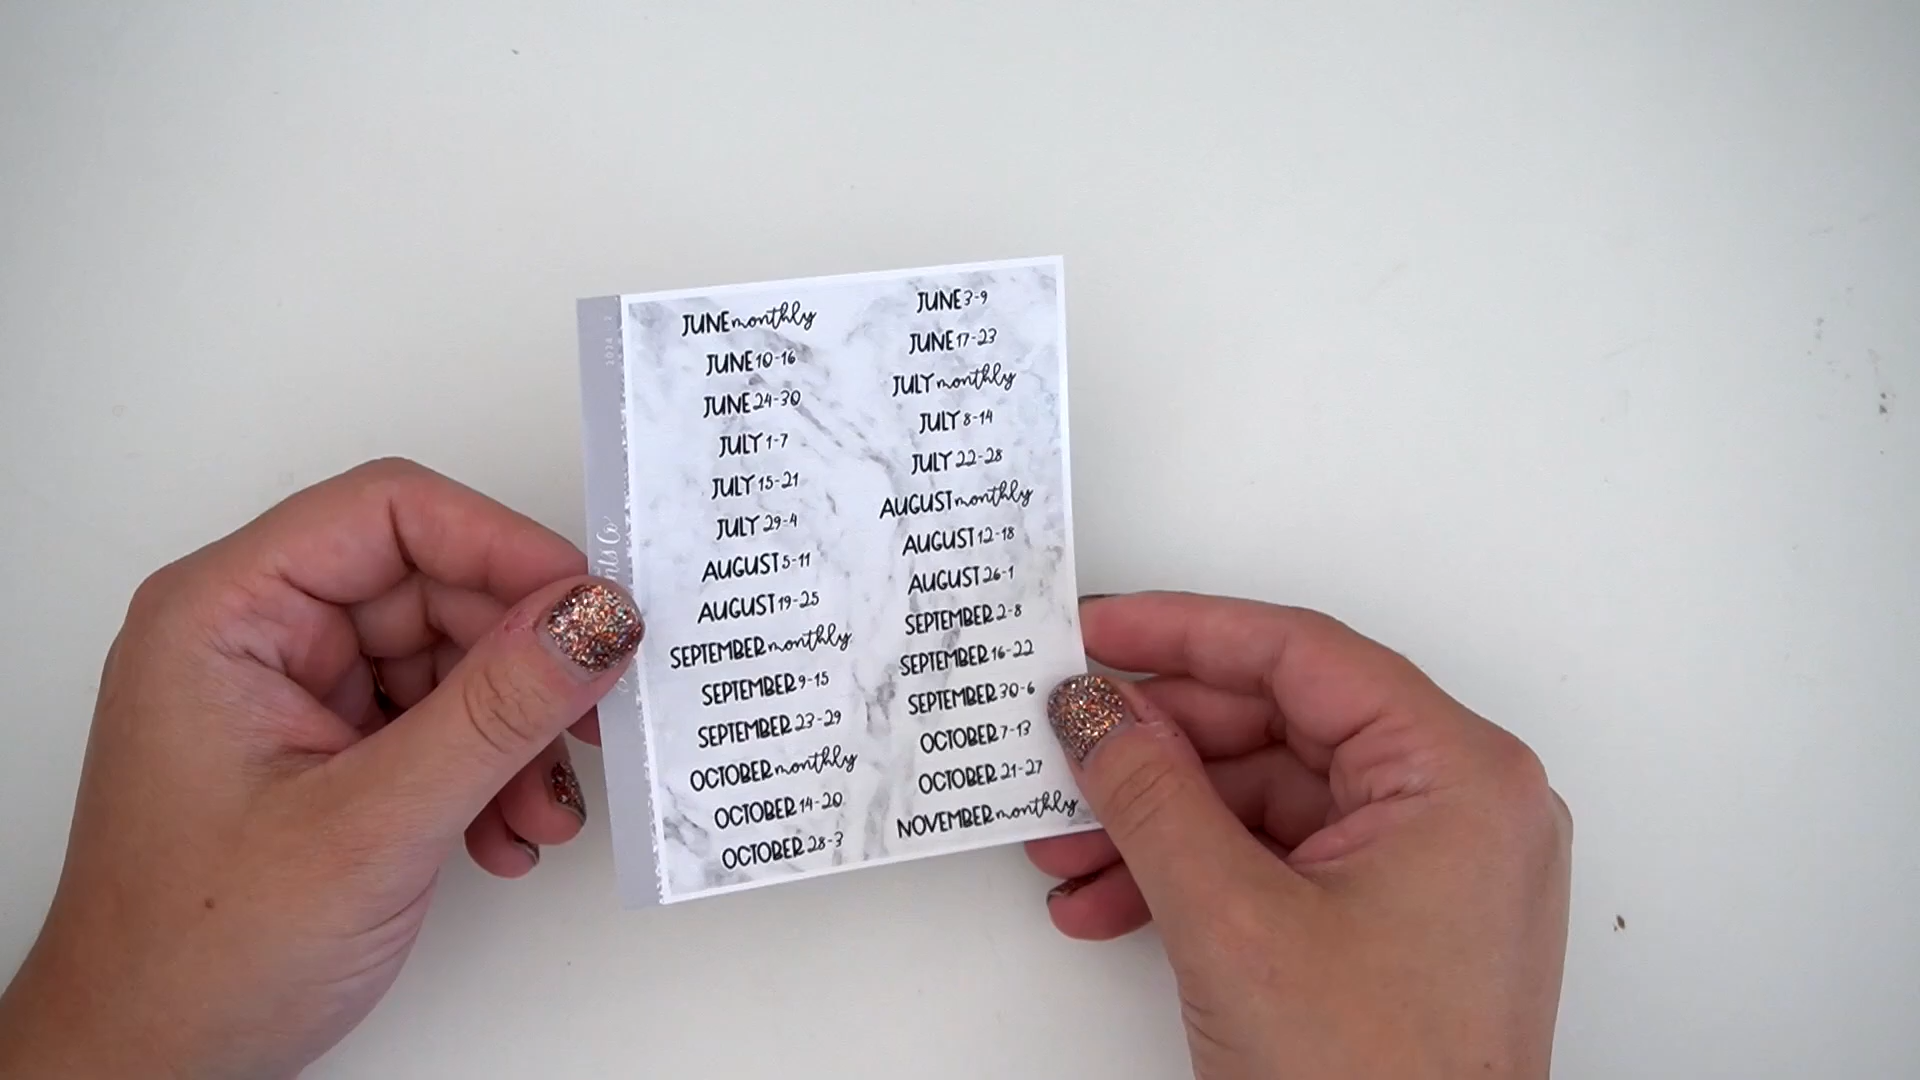 JUNE monthly
JUNE 3-9
JUNE 10-16
JUNE 17-23
JUNE 24-30
JULY monthly
JULY 1-7
JULY 8-14
JULY 15-21
JULY 22-28
JULY 29-4
AUGUST monthly
AUGUST 5-11
AUGUST 12-18
AUGUST 19-25
AUGUST 26-1
SEPTEMBER monthly
SEPTEMBER 2-8
SEPTEMBER 9-15
SEPTEMBER 16-22
SEPTEMBER 23-29
SEPTEMBER 30-6
OCTOBER monthly
OCTOBER 7-13
OCTOBER 14-20
OCTOBER 21-27
OCTOBER 28-3
NOVEMBER monthly
Co